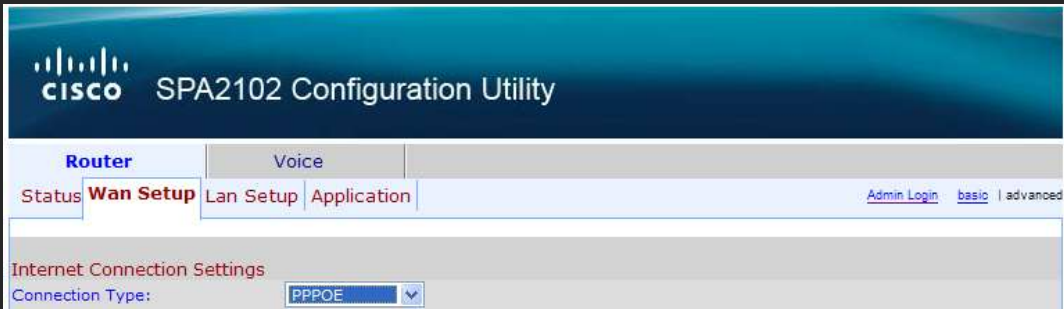 CISCO SPA2102 Configuration Utility
Router Voice
Status Wan Setup Lan Setup Application Admin Login basic | advanced
Internet Connection Settings
Connection Type: PPPOE